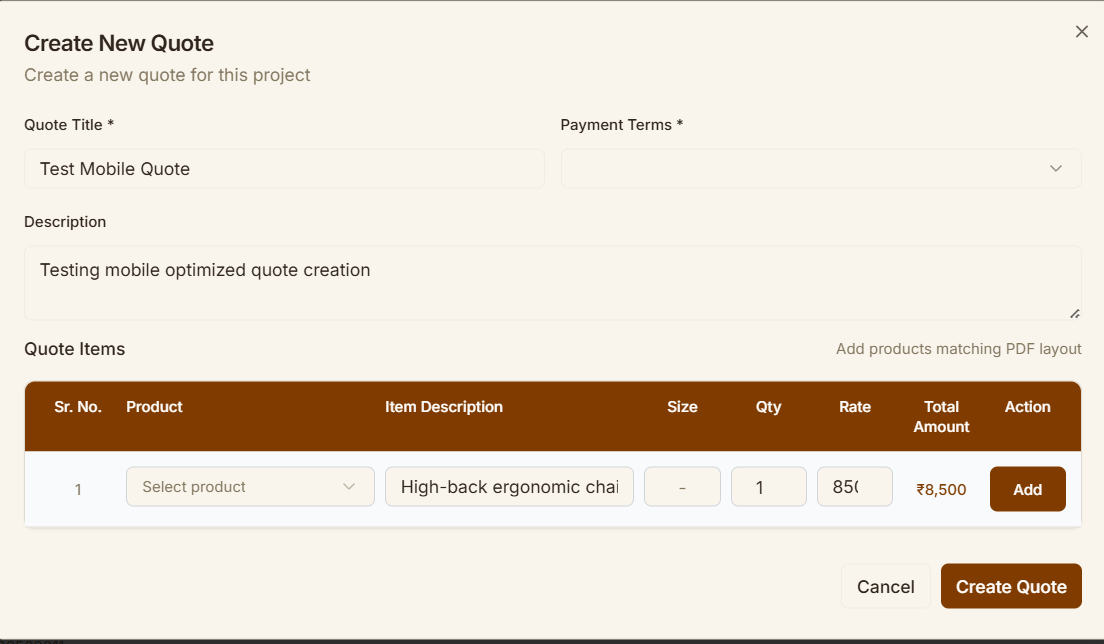 Create New Quote
Create a new quote for this project
Quote Title *
Payment Terms *
Test Mobile Quote
Description
Testing mobile optimized quote creation
Quote Items
Add products matching PDF layout
Sr. No. Product Item Description Size Qty Rate Total Amount Action
1 Select product High-back ergonomic chai - 1 850 ₹8,500 Add
Cancel Create Quote